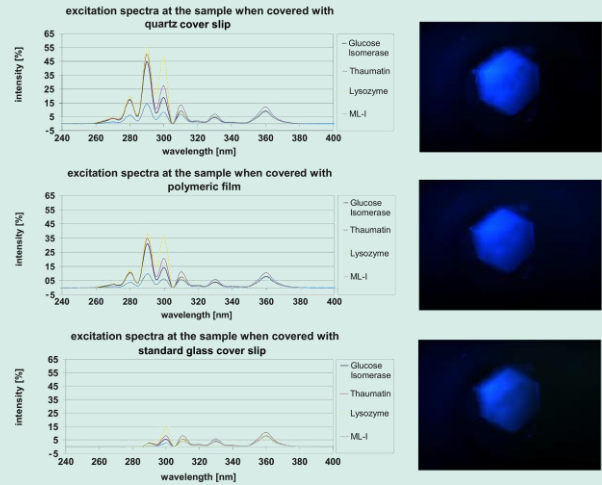 excitation spectra at the sample when covered with
quartz cover slip
intensity [%]
65
55
45
35
25
15
5
-5
240 260 280 300 320 340 360 380 400
wavelength [nm]
Glucose
Isomerase
Thaumatin
Lysozyme
ML-I
excitation spectra at the sample when covered with
polymeric film
intensity [%]
65
55
45
35
25
15
05
-5
240 260 280 300 320 340 360 380 400
wavelength [nm]
Glucose
Isomerase
Thaumatin
Lysozyme
ML-I
excitation spectra at the sample when covered with
standard glass cover slip
intensity [%]
65
55
45
35
25
15
5
-5
240 260 280 300 320 340 360 380 400
wavelength [nm]
Glucose
Isomerase
Thaumatin
Lysozyme
ML-I